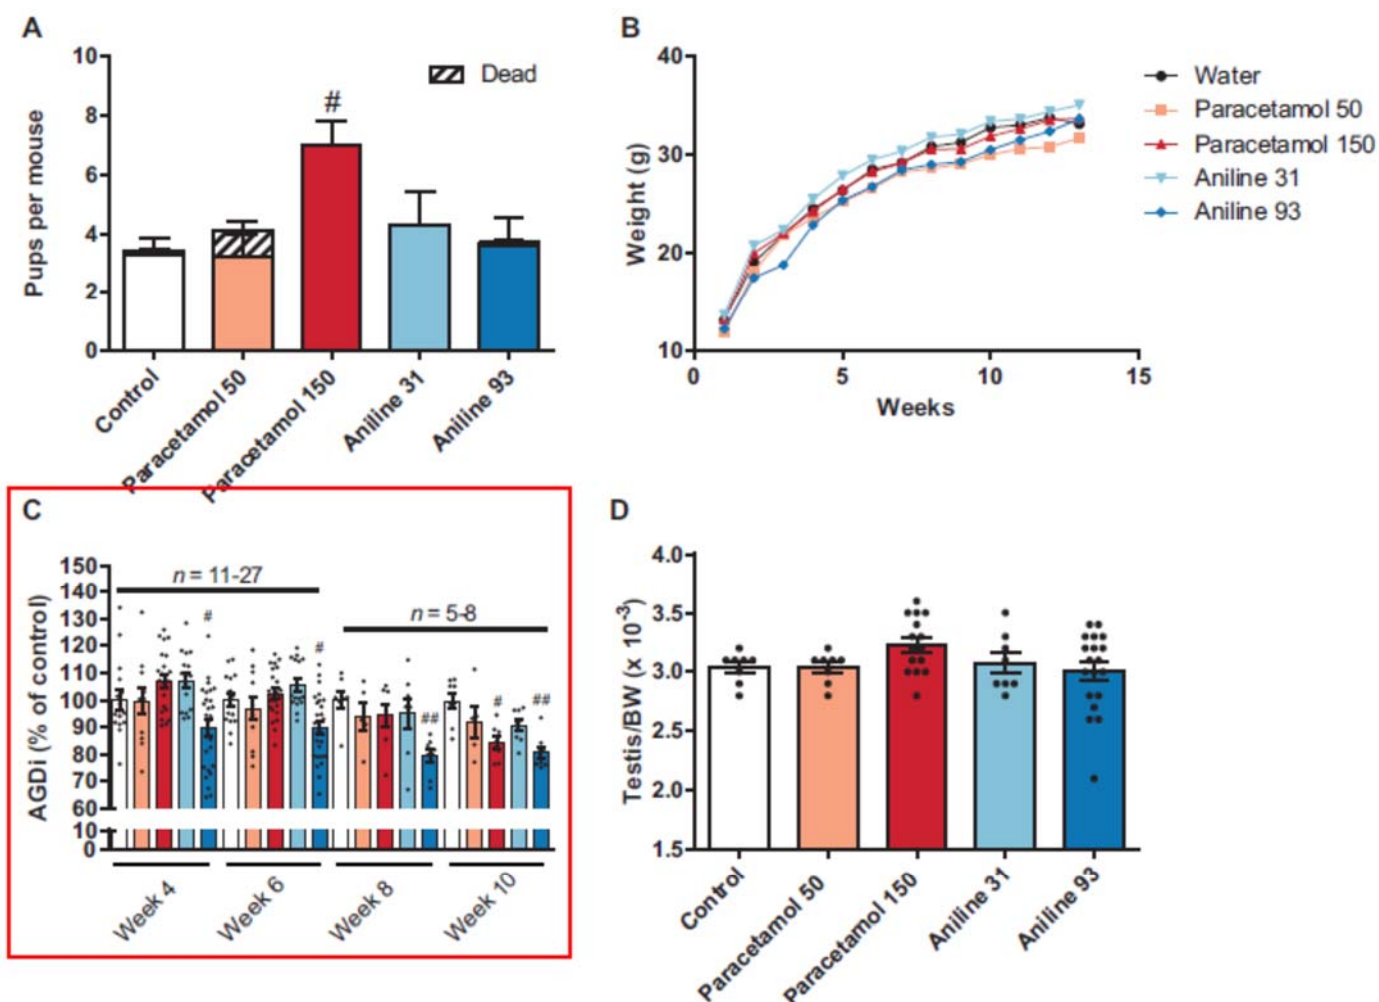 A
10
8
6
4
2
0
Pups per mouse
Dead
#
Control
Paracetamol 50
Paracetamol 150
Aniline 31
Aniline 93
B
40
30
20
10
Weight (g)
0
5
10
15
Weeks
Water
Paracetamol 50
Paracetamol 150
Aniline 31
Aniline 93
C
150
140
130
120
110
100
90
80
70
60
10
0
AGDi (% of control)
n = 11-27
n = 5-8
#
#
##
#
##
Week 4
Week 6
Week 8
Week 10
D
4.0
3.5
3.0
2.5
2.0
1.5
Testis/BW (x 10⁻³)
Control
Paracetamol 50
Paracetamol 150
Aniline 31
Aniline 93